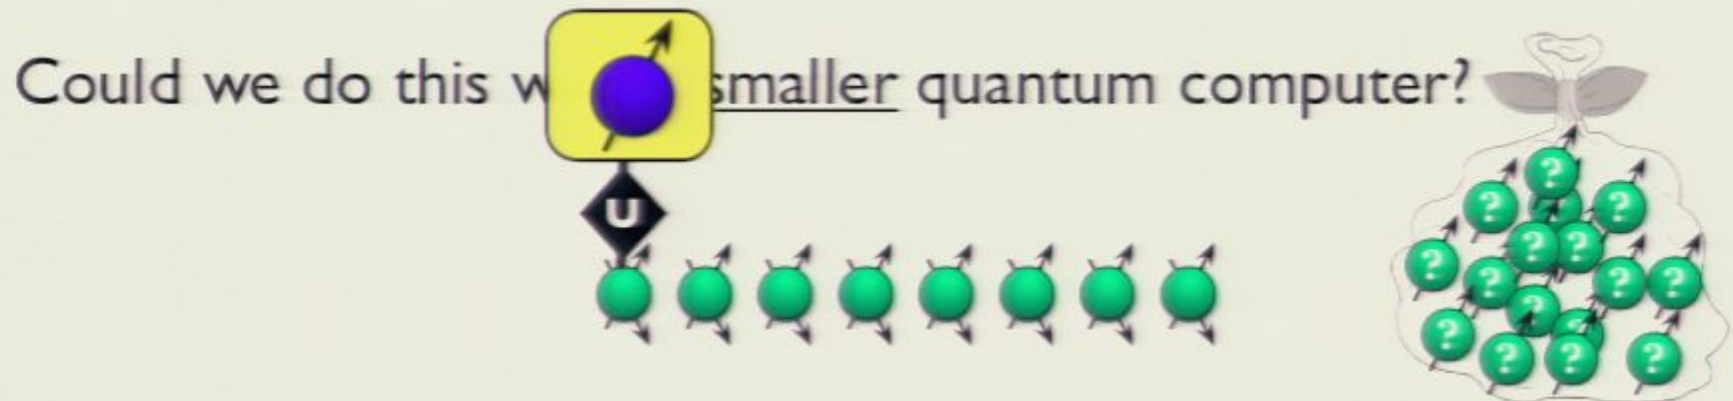 Could we do this w smaller quantum computer?
U
? ? ? ? ? ? ? ? ? ? ? ? ? ?